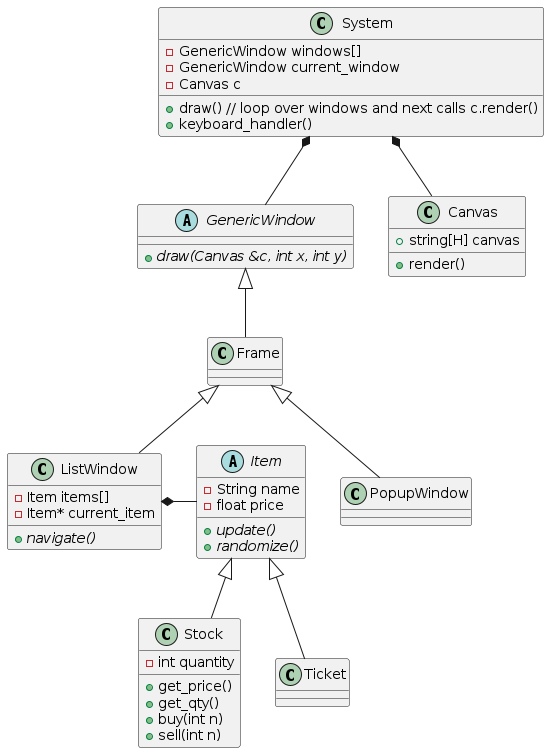 C System
GenericWindow windows[]
GenericWindow current_window
Canvas c
draw() // loop over windows and next calls c.render()
keyboard_handler()
A GenericWindow
draw(Canvas &c, int x, int y)
C Canvas
string[H] canvas
render()
C Frame
C ListWindow
Item items[]
Item* current_item
navigate()
A Item
String name
float price
update()
randomize()
C PopupWindow
C Stock
int quantity
get_price()
get_qty()
buy(int n)
sell(int n)
C Ticket